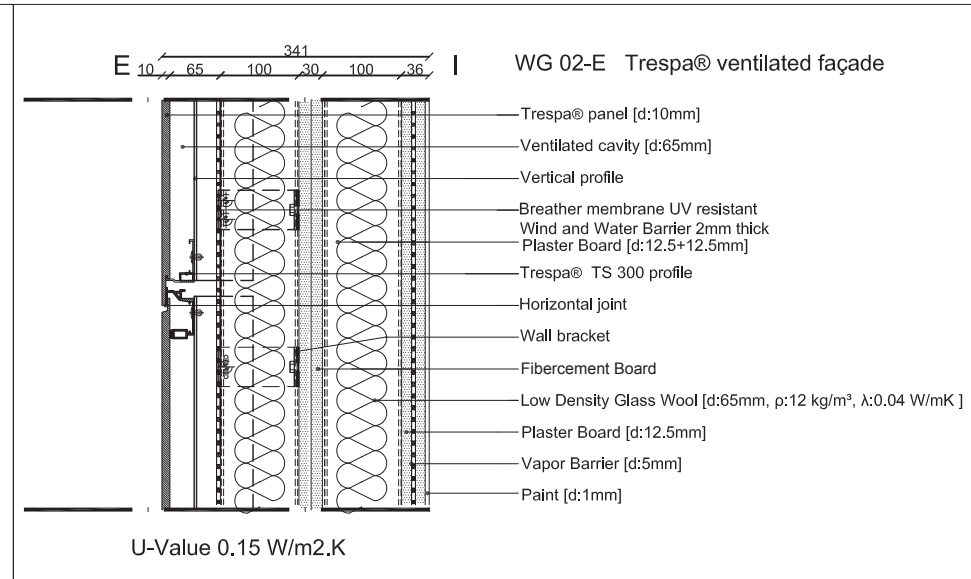 341
E 10 65 100 30 100 36 I
WG 02-E Trespa® ventilated façade
Trespa® panel [d:10mm]
Ventilated cavity [d:65mm]
Vertical profile
Breather membrane UV resistant
Wind and Water Barrier 2mm thick
Plaster Board [d:12.5+12.5mm]
Trespa® TS 300 profile
Horizontal joint
Wall bracket
Fibercement Board
Low Density Glass Wool [d:65mm, ρ:12 kg/m³, λ:0.04 W/mK ]
Plaster Board [d:12.5mm]
Vapor Barrier [d:5mm]
Paint [d:1mm]
U-Value 0.15 W/m2.K